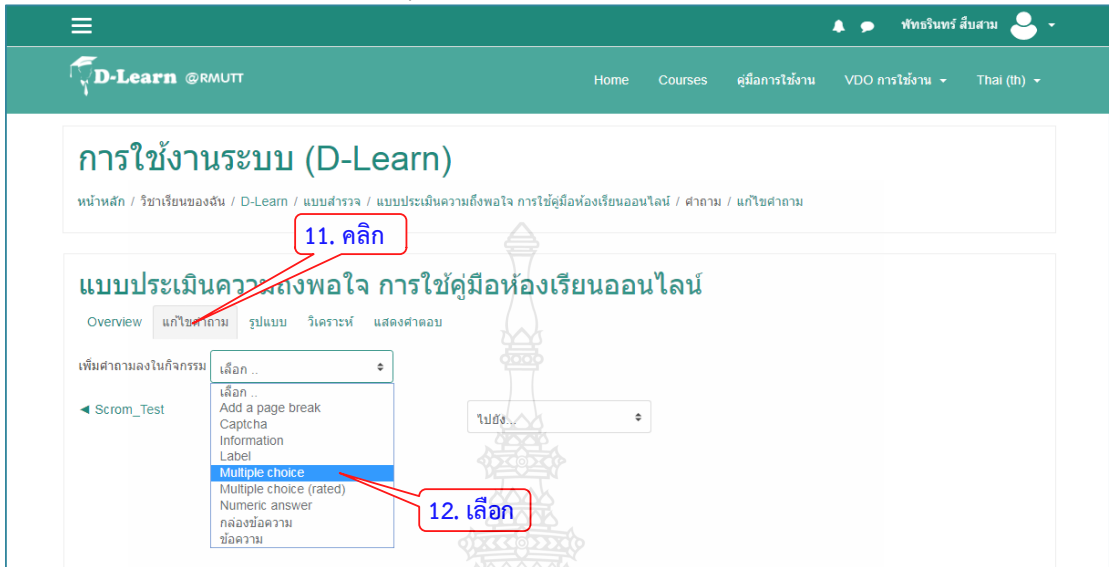 พัทธรินทร์ สืบสาม
D-Learn @RMUTT
Home Courses คู่มือการใช้งาน VDO การใช้งาน Thai (th)
การใช้งานระบบ (D-Learn)
หน้าหลัก / วิชาเรียนของฉัน / D-Learn / แบบสำรวจ / แบบประเมินความถึงพอใจ การใช้คู่มือห้องเรียนออนไลน์ / คำถาม / แก้ไขคำถาม
11. คลิก
แบบประเมินความถึงพอใจ การใช้คู่มือห้องเรียนออนไลน์
Overview แก้ไขคำถาม รูปแบบ วิเคราะห์ แสดงคำตอบ
เพิ่มคำถามลงในกิจกรรม เลือก ..
เลือก ..
Add a page break
Captcha
Information
Label
Multiple choice
Multiple choice (rated)
Numeric answer
กล่องข้อความ
ข้อความ
◄ Scrom_Test
ไปยัง...
12. เลือก